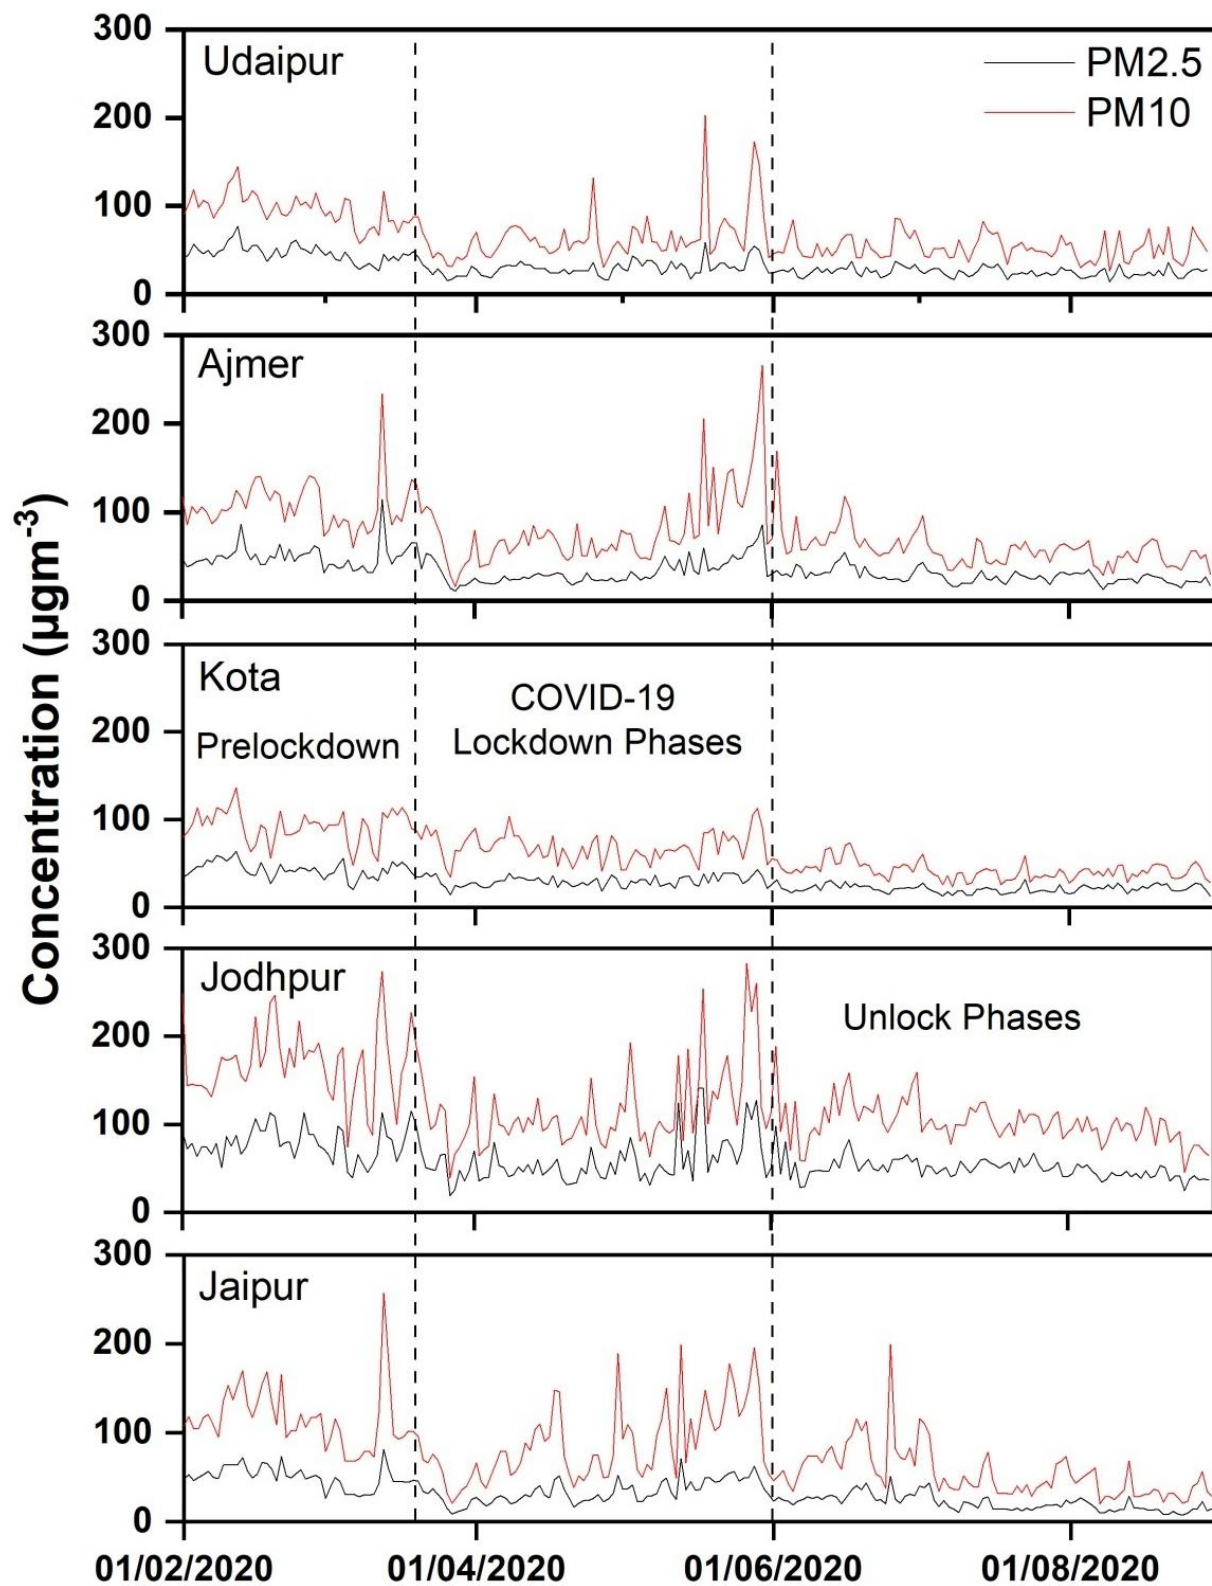 Concentration (µgm-3)
300
200
100
0
Udaipur
PM2.5
PM10
300
200
100
0
Ajmer
300
200
100
0
Kota
Prelockdown
COVID-19
Lockdown Phases
300
200
100
0
Jodhpur
Unlock Phases
300
200
100
0
Jaipur
01/02/2020 01/04/2020 01/06/2020 01/08/2020